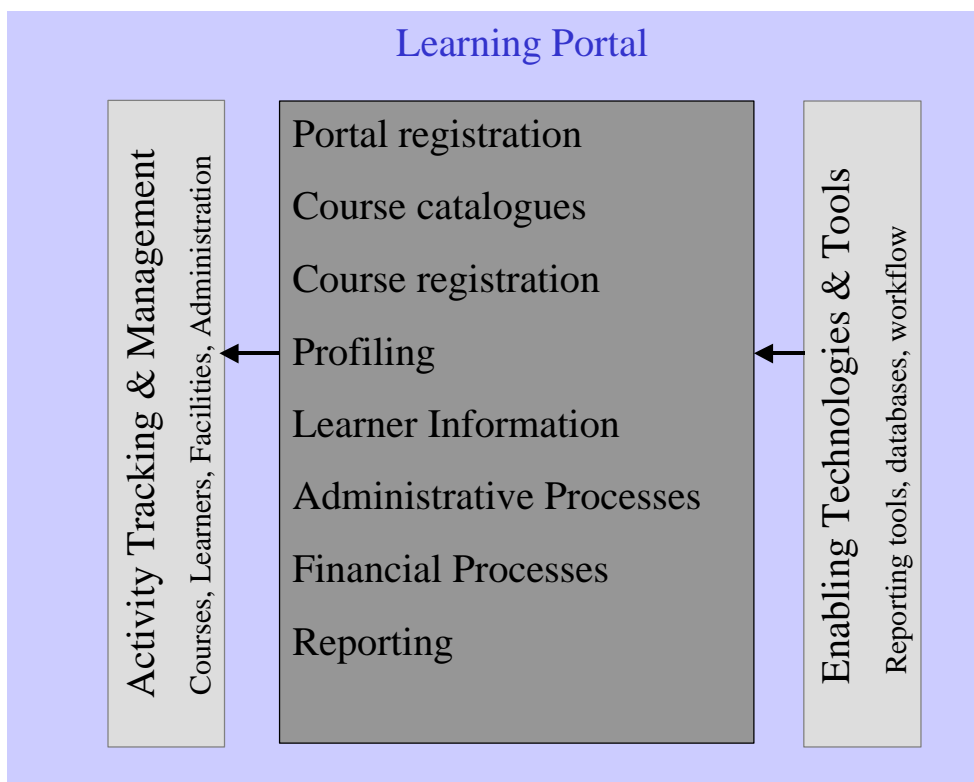 Learning Portal
Activity Tracking & Management
Courses, Learners, Facilities, Administration
Portal registration
Course catalogues
Course registration
Profiling
Learner Information
Administrative Processes
Financial Processes
Reporting
Enabling Technologies & Tools
Reporting tools, databases, workflow